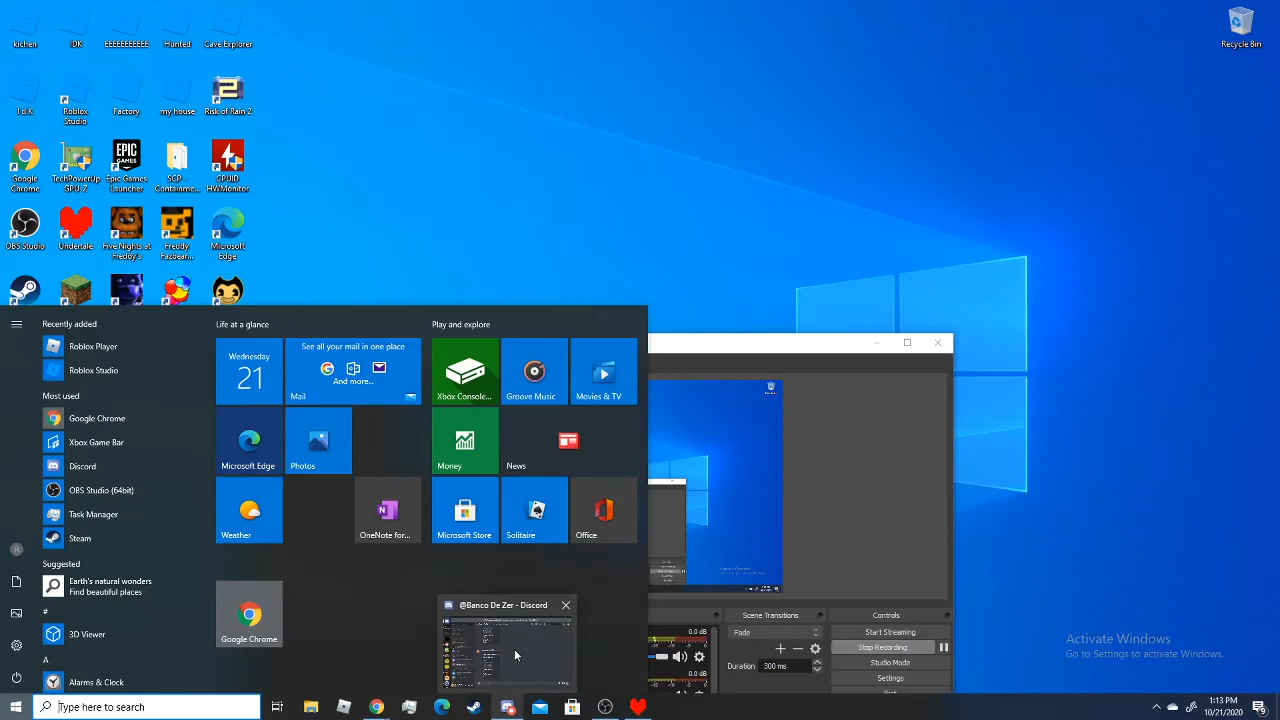 kichen
DK
EEEEEEEEEE
Hunted
Cave Explorer
Recycle Bin
I d K
Roblox Studio
Factory
my house
Risk of Rain 2
Google Chrome
TechPowerUp GPU-Z
Epic Games Launcher
SCP - Containme...
CPUID HWMonitor
OBS Studio
Undertale
Five Nights at Freddy's
Freddy Fazbear...
Microsoft Edge
Recently added
Roblox Player
Roblox Studio
Most used
Google Chrome
Xbox Game Bar
Discord
OBS Studio (64bit)
Task Manager
Steam
Suggested
Earth's natural wonders
Find beautiful places
#
3D Viewer
A
Alarms & Clock
Life at a glance
Wednesday
21
See all your mail in one place
And more...
Mail
Microsoft Edge
Photos
Weather
OneNote for...
Google Chrome
Play and explore
Xbox Console...
Groove Music
Movies & TV
Money
News
Microsoft Store
Solitaire
Office
@Banco De Zer - Discord
0.0 dB
0.0 dB
Scene Transitions
Fade
Duration
300 ms
Controls
Start Streaming
Stop Recording
Studio Mode
Settings
Activate Windows
Go to Settings to activate Windows.
Type here to search
1:13 PM
10/21/2020